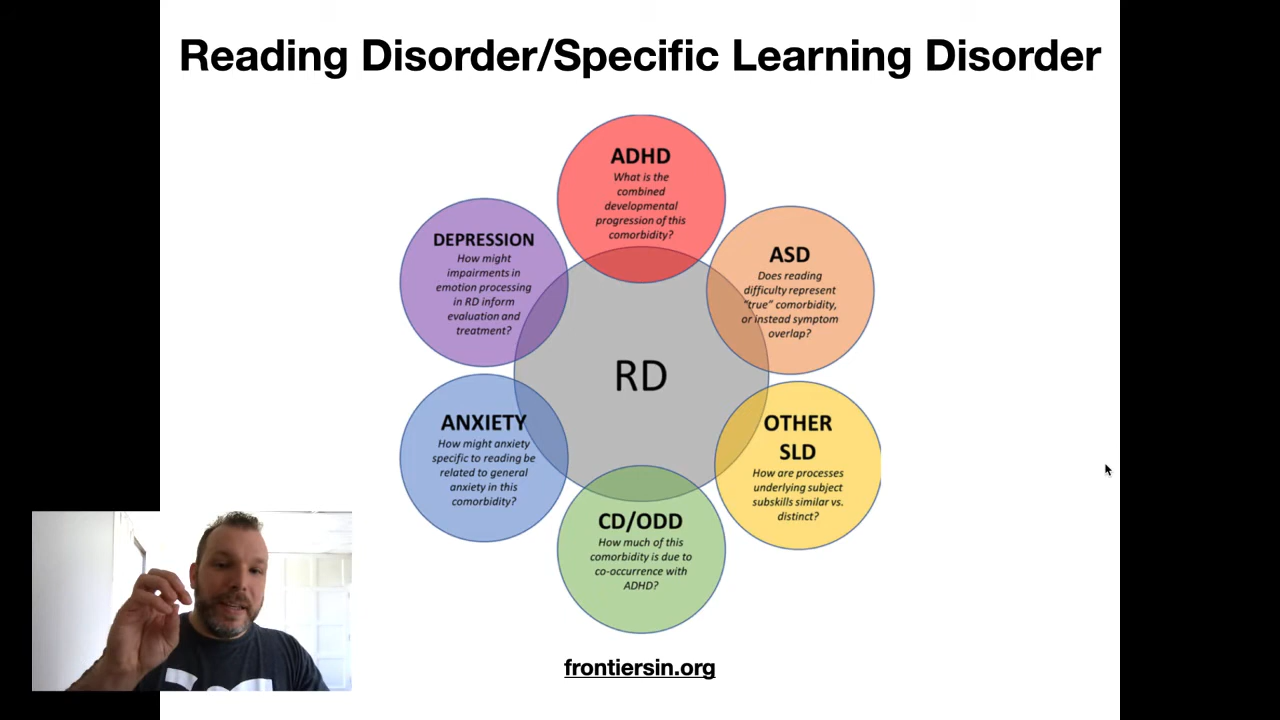 Reading Disorder/Specific Learning Disorder
ADHD
What is the
combined
developmental
progression of this
comorbidity?
DEPRESSION
How might
impairments in
emotion processing
in RD inform
evaluation and
treatment?
ASD
Does reading
difficulty represent
"true" comorbidity,
or instead symptom
overlap?
RD
ANXIETY
How might anxiety
specific to reading be
related to general
anxiety in this
comorbidity?
OTHER
SLD
How are processes
underlying subject
subskills similar vs.
distinct?
CD/ODD
How much of this
comorbidity is due to
co-occurrence with
ADHD?
frontiersin.org